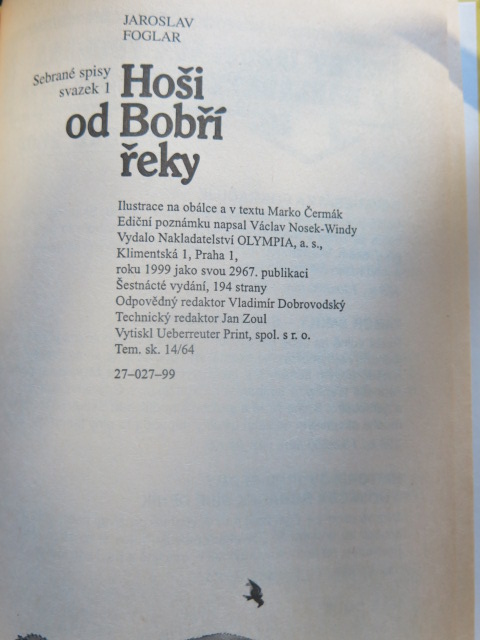 JAROSLAV
FOGLAR
Sebrané spisy
svazek 1
Hoši
od Bobří
řeky
Ilustrace na obálce a v textu Marko Čermák
Ediční poznámku napsal Václav Nosek-Windy
Vydalo Nakladatelství OLYMPIA, a. s.,
Klimentská 1, Praha 1,
roku 1999 jako svou 2967. publikaci
Šestnácté vydání, 194 strany
Odpovědný redaktor Vladimír Dobrovodský
Technický redaktor Jan Zoul
Vytiskl Ueberreuter Print, spol. s r. o.
Tem. sk. 14/64
27–027–99